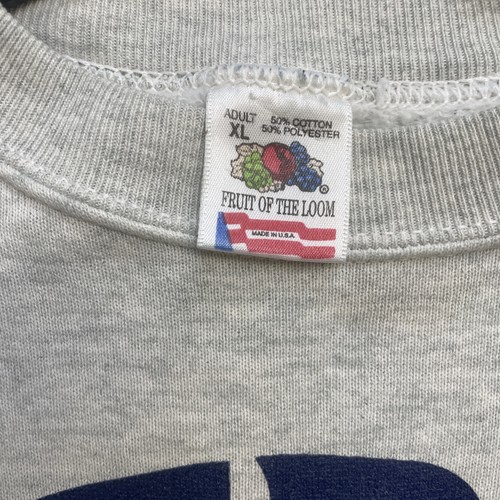 ADULT 50% COTTON
XL 50% POLYESTER
®
FRUIT OF THE LOOM
MADE IN U.S.A.